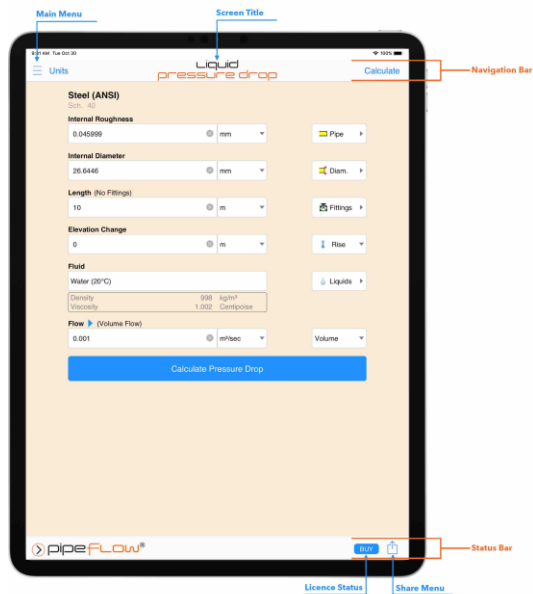 Main Menu
Screen Title
9:41 AM Tue Oct 30
100%
Units
Liquid
pressure drop
Calculate
Navigation Bar
Steel (ANSI)
Sch. 40
Internal Roughness
0.045999 mm Pipe
Internal Diameter
26.6446 mm Diam.
Length (No Fittings)
10 m Fittings
Elevation Change
0 m Rise
Fluid
Water (20°C) Liquids
Density 998 kg/m³
Viscosity 1.002 Centipoise
Flow (Volume Flow)
0.001 m³/sec Volume
Calculate Pressure Drop
pipeFLOW®
BUY
Status Bar
Licence Status
Share Menu